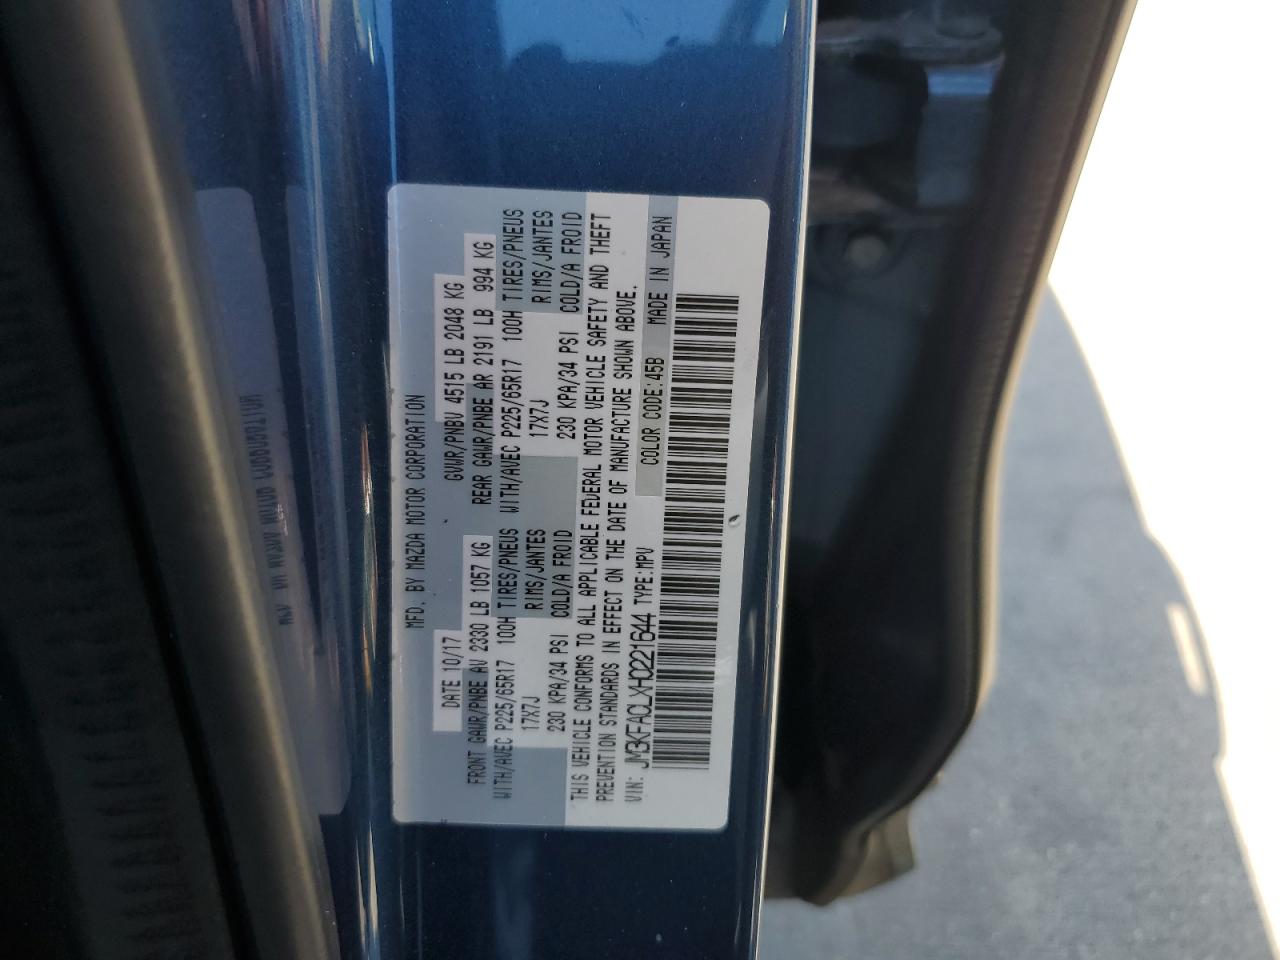 MFD. BY MAZDA MOTOR CORPORATION
DATE 10/17 GVWR/PNBV 4515 LB 2048 KG
FRONT GAWR/PNBE AV 2330 LB 1057 KG REAR GAWR/PNBE AR 2191 LB 994 KG
WITH/AVEC P225/65R17 100H TIRES/PNEUS WITH/AVEC P225/65R17 100H TIRES/PNEUS
17X7J RIMS/JANTES 17X7J RIMS/JANTES
230 KPA/34 PSI COLD/A FROID 230 KPA/34 PSI COLD/A FROID
THIS VEHICLE CONFORMS TO ALL APPLICABLE FEDERAL MOTOR VEHICLE SAFETY AND THEFT
PREVENTION STANDARDS IN EFFECT ON THE DATE OF MANUFACTURE SHOWN ABOVE.
VIN: JM3KFACLXH0221644 TYPE:MPV COLOR CODE:45B MADE IN JAPAN